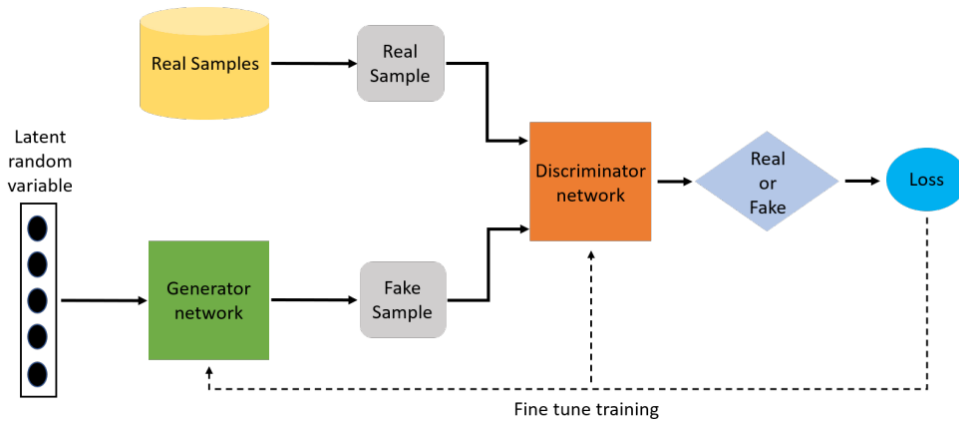 Real Samples
Real
Sample
Latent
random
variable
Discriminator
network
Real
or
Fake
Loss
Generator
network
Fake
Sample
Fine tune training